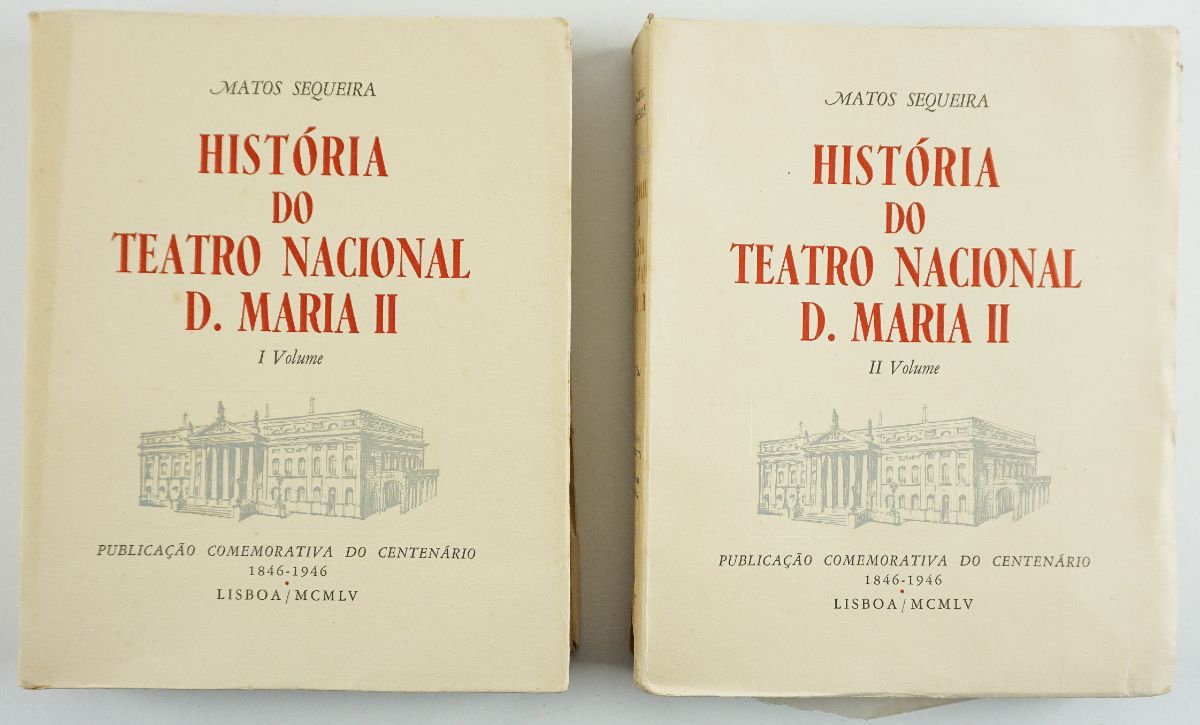 MATOS SEQUEIRA
HISTÓRIA
DO
TEATRO NACIONAL
D. MARIA II
I Volume
PUBLICAÇÃO COMEMORATIVA DO CENTENÁRIO
1846-1946
LISBOA / MCMLV
MATOS SEQUEIRA
HISTÓRIA
DO
TEATRO NACIONAL
D. MARIA II
II Volume
PUBLICAÇÃO COMEMORATIVA DO CENTENÁRIO
1846-1946
LISBOA / MCMLV